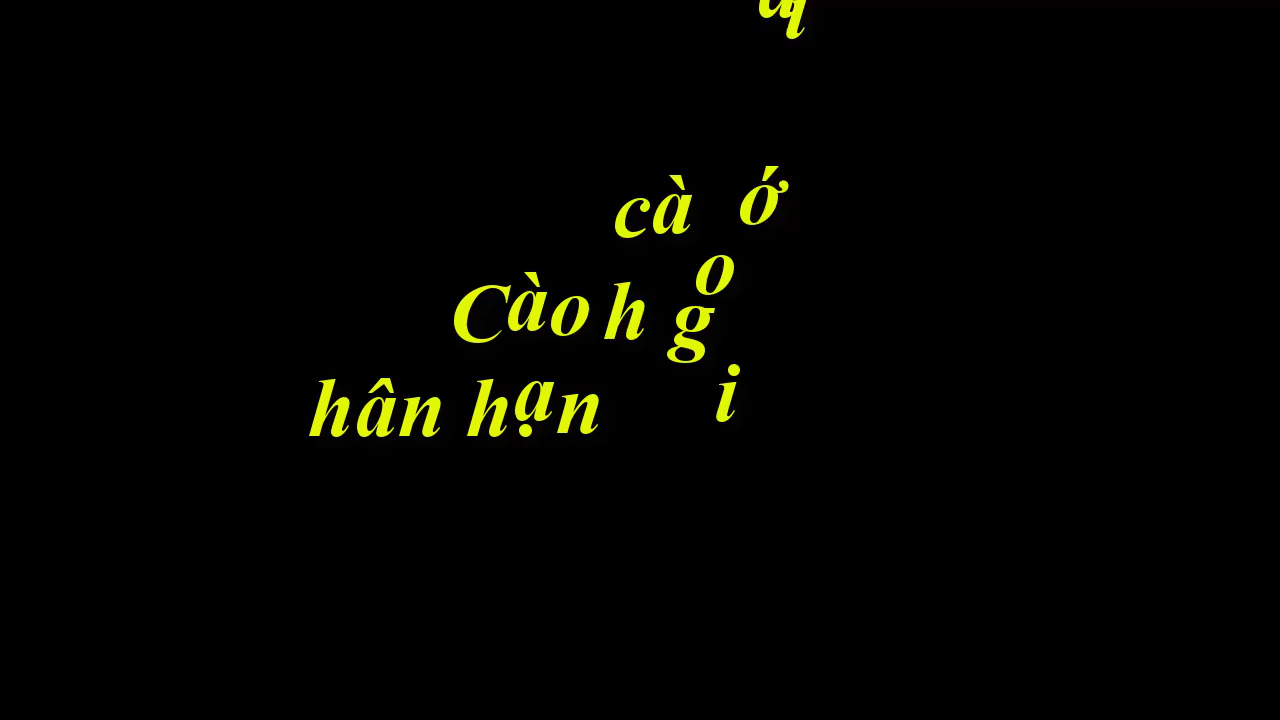 cà ớ
o
Cào h g
i
hân hạn